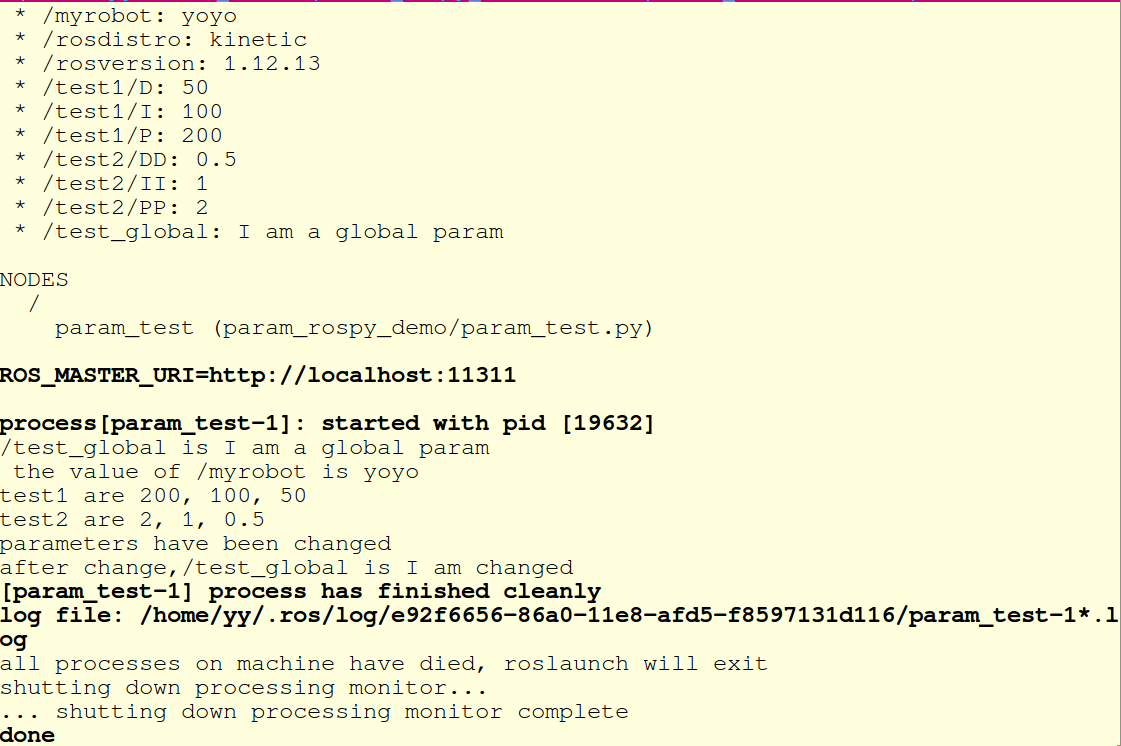 * /myrobot: yoyo
* /rosdistro: kinetic
* /rosversion: 1.12.13
* /test1/D: 50
* /test1/I: 100
* /test1/P: 200
* /test2/DD: 0.5
* /test2/II: 1
* /test2/PP: 2
* /test_global: I am a global param
NODES
/
param_test (param_rospy_demo/param_test.py)
ROS_MASTER_URI=http://localhost:11311
process[param_test-1]: started with pid [19632]
/test_global is I am a global param
the value of /myrobot is yoyo
test1 are 200, 100, 50
test2 are 2, 1, 0.5
parameters have been changed
after change,/test_global is I am changed
[param_test-1] process has finished cleanly
log file: /home/yy/.ros/log/e92f6656-86a0-11e8-afd5-f8597131d116/param_test-1*.l
og
all processes on machine have died, roslaunch will exit
shutting down processing monitor...
... shutting down processing monitor complete
done